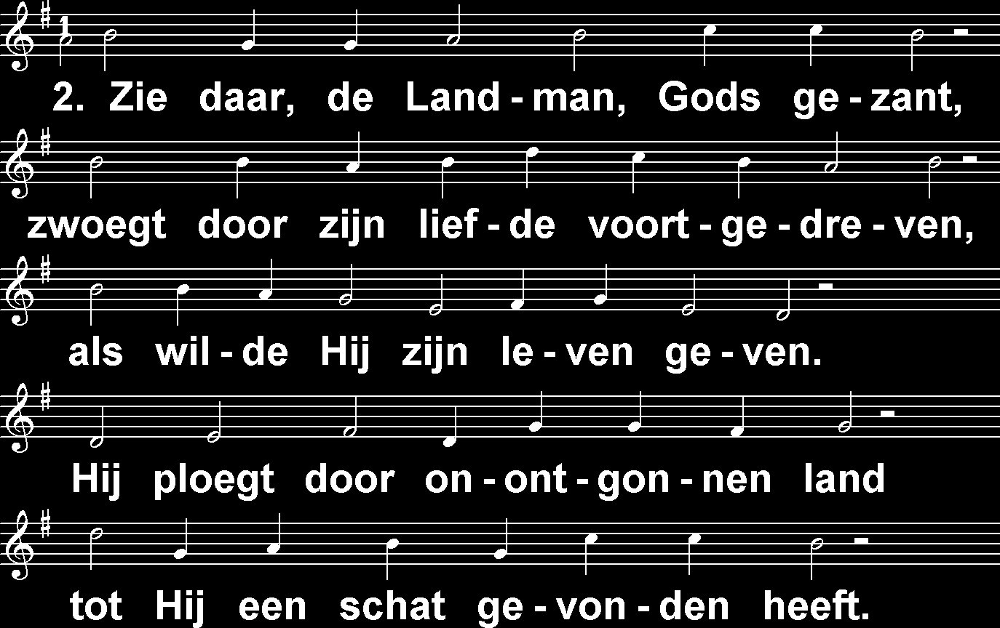 1
2. Zie daar, de Land - man, Gods ge - zant,
zwoegt door zijn lief - de voort - ge - dre - ven,
als wil - de Hij zijn le - ven ge - ven.
Hij ploegt door on - ont - gon - nen land
tot Hij een schat ge - von - den heeft.